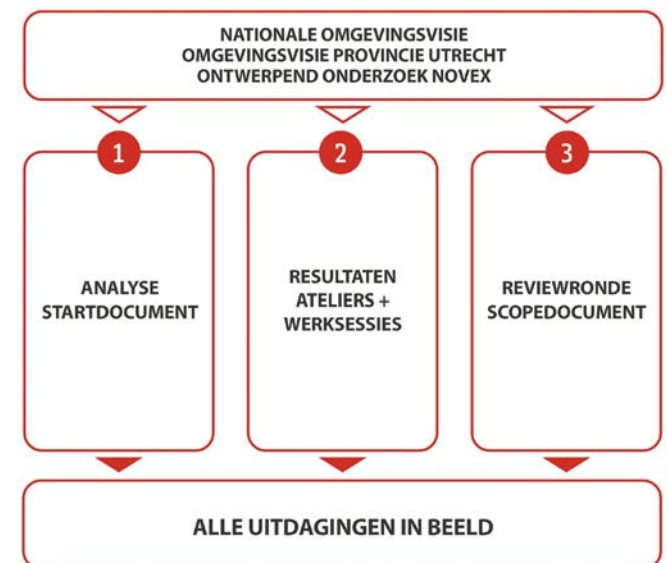 NATIONALE OMGEVINGSVISIE
OMGEVINGSVISIE PROVINCIE UTRECHT
ONTWERPEND ONDERZOEK NOVEX
1
ANALYSE
STARTDOCUMENT
2
RESULTATEN
ATELIERS +
WERKSESSIES
3
REVIEWRONDE
SCOPEDOCUMENT
ALLE UITDAGINGEN IN BEELD